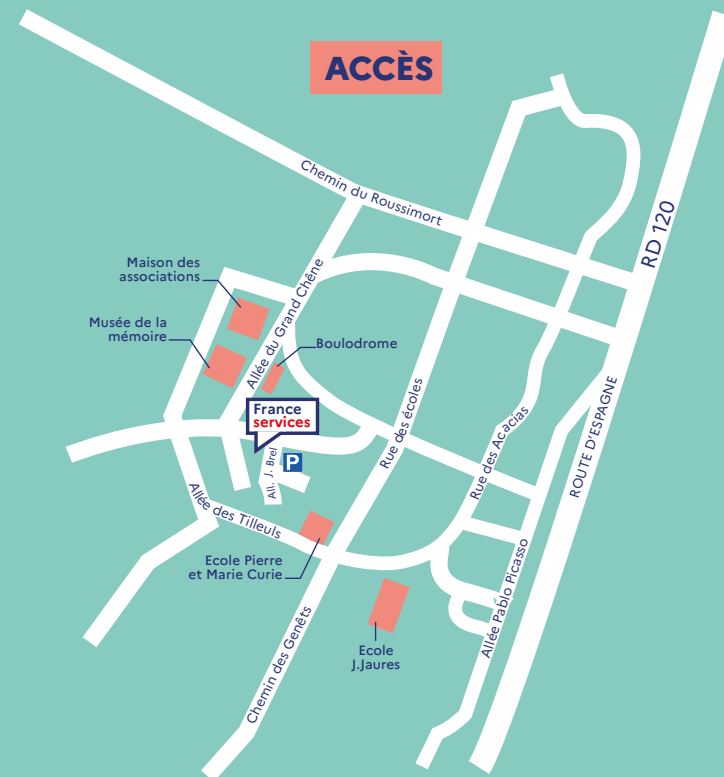 ACCÈS
Chemin du Roussimort
RD 120
Maison des
associations
Allée du Grand Chêne
Musée de la
mémoire
Boulodrome
France
services
Rue des écoles
Rue des Acacias
ROUTE D'ESPAGNE
All. J. Brel
P
Allée des Tilleuls
Ecole Pierre
et Marie Curie
Allée Pablo Picasso
Chemin des Genêts
Ecole
J.Jaures